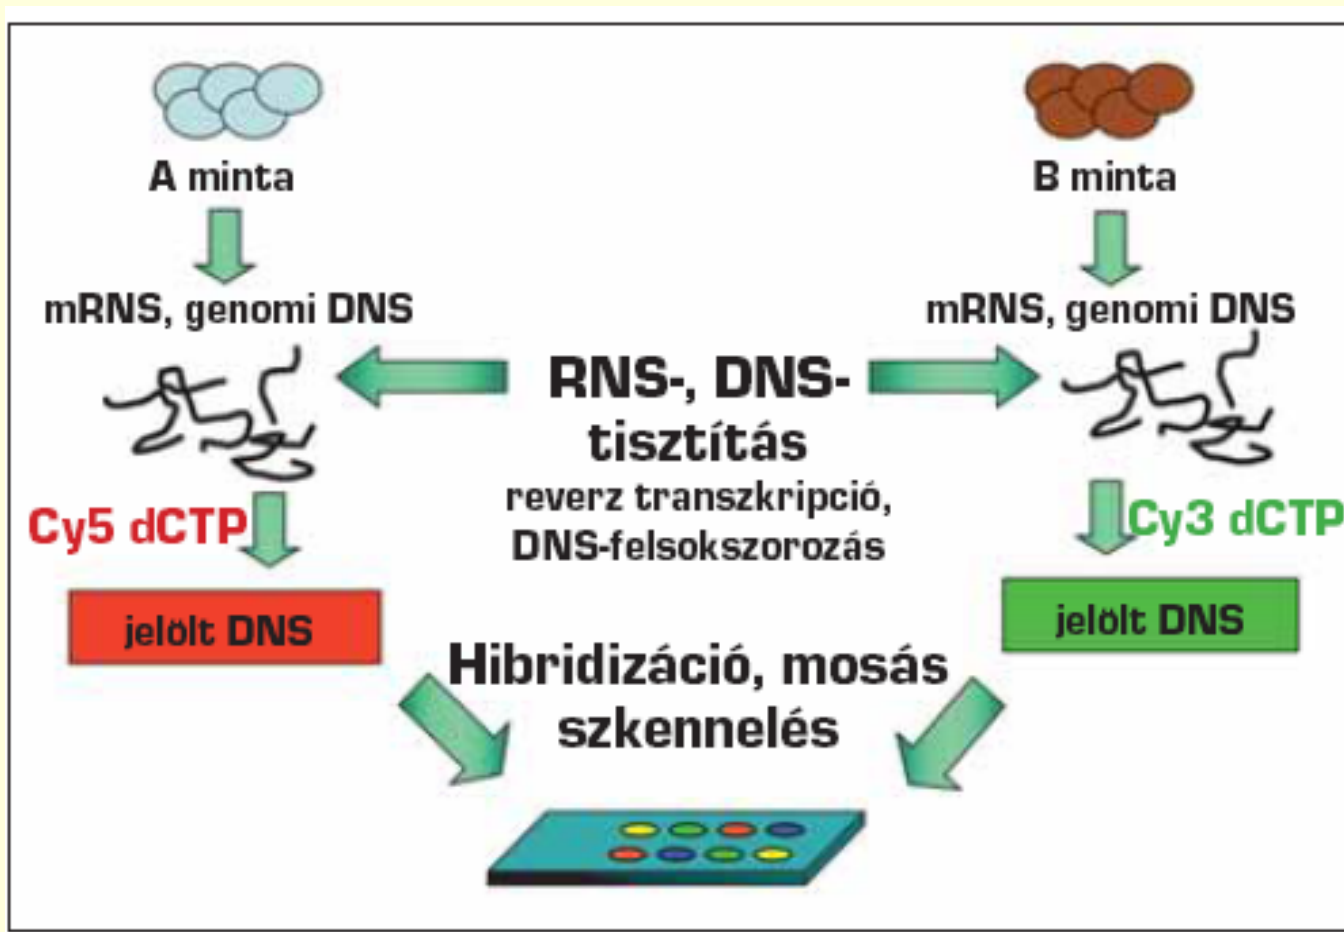 A minta
B minta
mRNS, genomi DNS
mRNS, genomi DNS
RNS-, DNS-
tisztítás
reverz transzkripció,
DNS-felsokszorozás
Cy5 dCTP
Cy3 dCTP
jelölt DNS
jelölt DNS
Hibridizáció, mosás
szkennelés